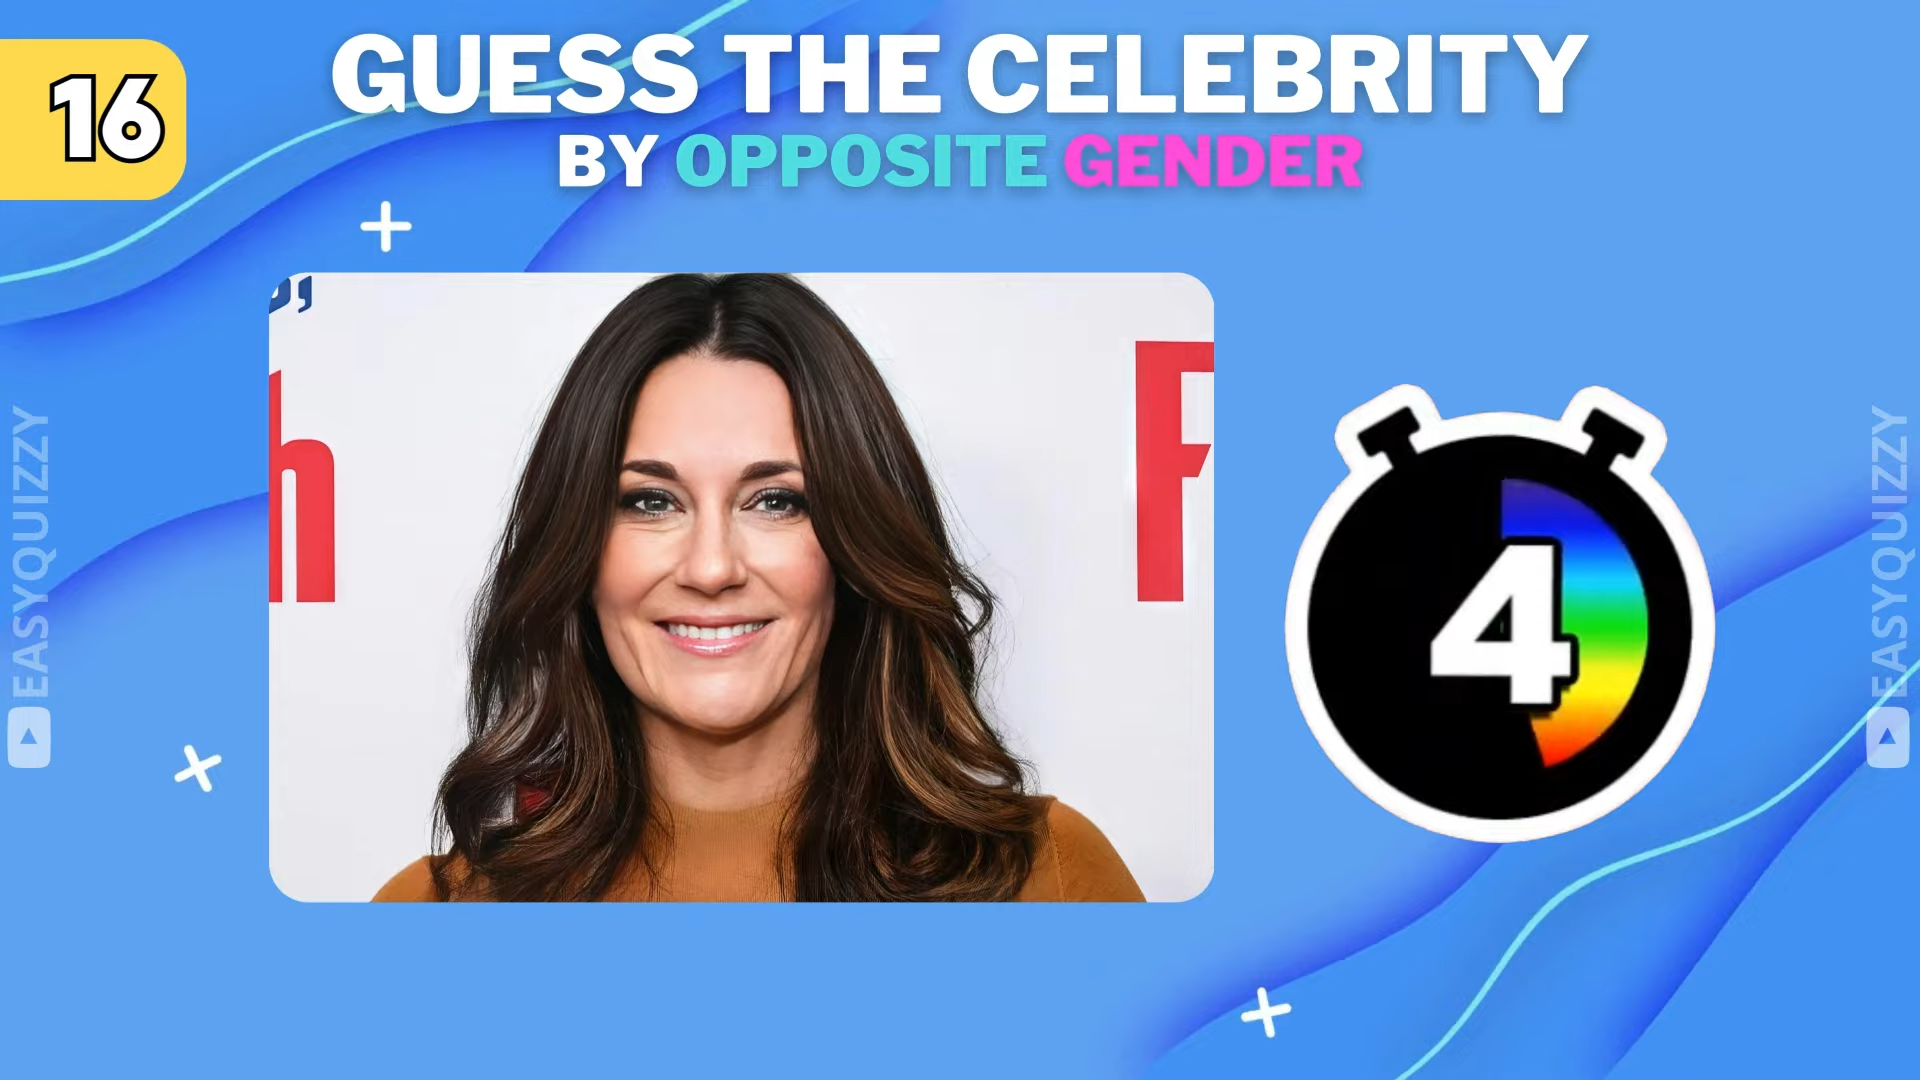 16
GUESS THE CELEBRITY
BY OPPOSITE GENDER
h
4
EASYQUIZZY
EASYQUIZZY